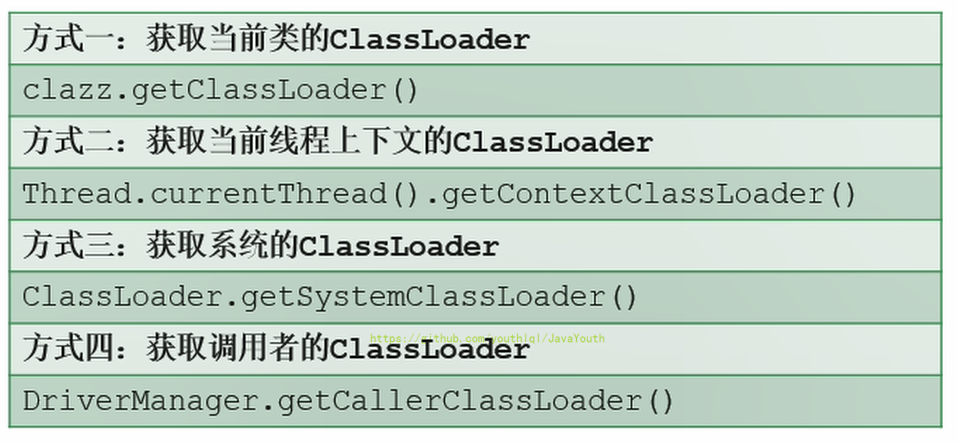 方式一：获取当前类的ClassLoader
clazz.getClassLoader()
方式二：获取当前线程上下文的ClassLoader
Thread.currentThread().getContextClassLoader()
方式三：获取系统的ClassLoader
ClassLoader.getSystemClassLoader()
https://github.com/youthlql/JavaYouth
方式四：获取调用者的ClassLoader
DriverManager.getCallerClassLoader()